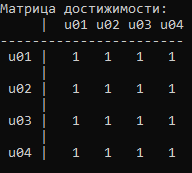 Матрица достижимости:
| u01 u02 u03 u04
--------------------
u01 | 1 1 1 1
|
u02 | 1 1 1 1
|
u03 | 1 1 1 1
|
u04 | 1 1 1 1